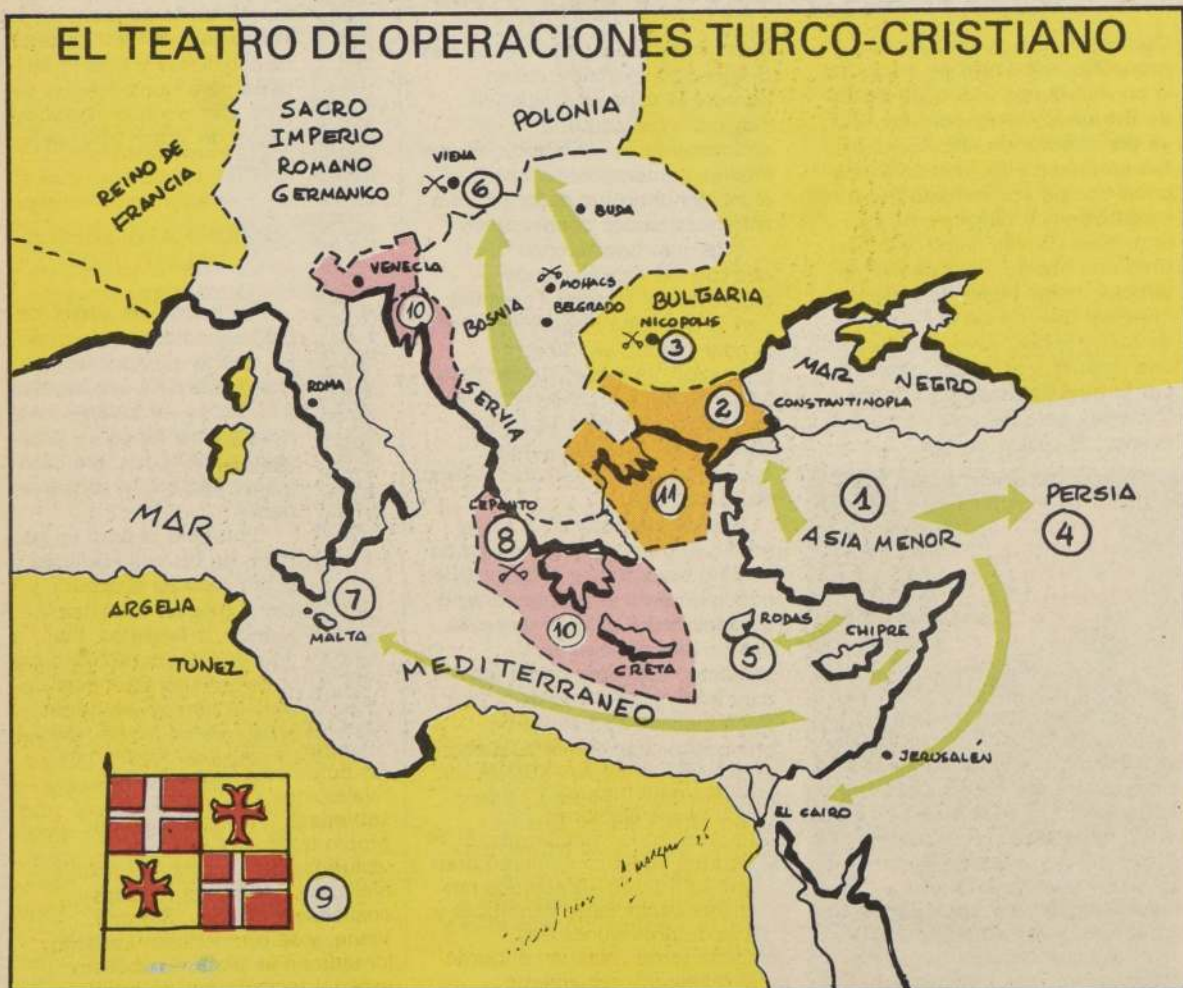 EL TEATRO DE OPERACIONES TURCO-CRISTIANO
SACRO
IMPERIO
ROMANO
GERMANICO
POLONIA
REINO DE
FRANCIA
VIENA
6
BUDA
VENECIA
10
BOSNIA
MOHACS
BELGRADO
BULGARIA
NICOPOLIS
3
MAR NEGRO
CONSTANTINOPLA
2
ROMA
SERVIA
11
1
ASIA MENOR
PERSIA
4
MAR
MEDITERRANEO
LEPANTO
8
10
CRETA
RODAS
5
CHIPRE
ARGELIA
TUNEZ
7
MALTA
JERUSALÉN
EL CAIRO
9